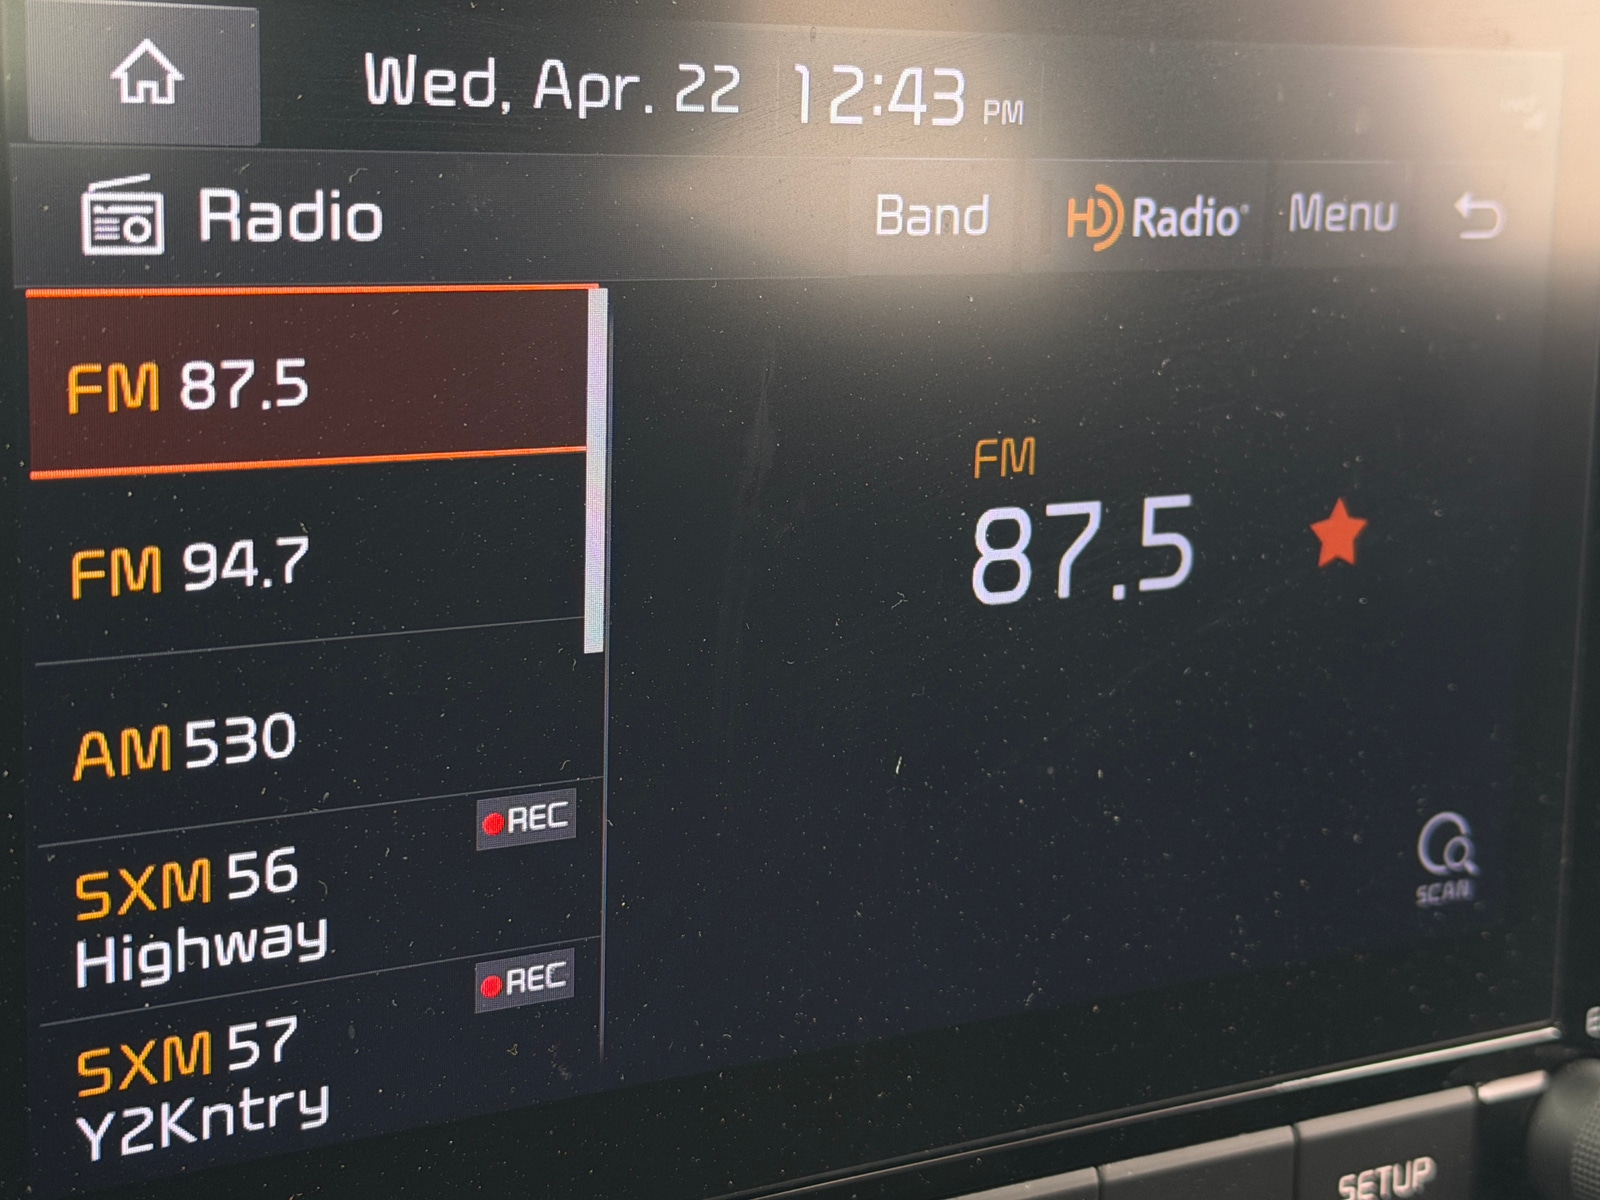 Wed, Apr. 22 12:43 PM
Radio Band HD Radio Menu
FM 87.5
FM 94.7
AM 530
REC
SXM 56
Highway
REC
SXM 57
Y2Kntry
FM
87.5
SCAN
SETUP